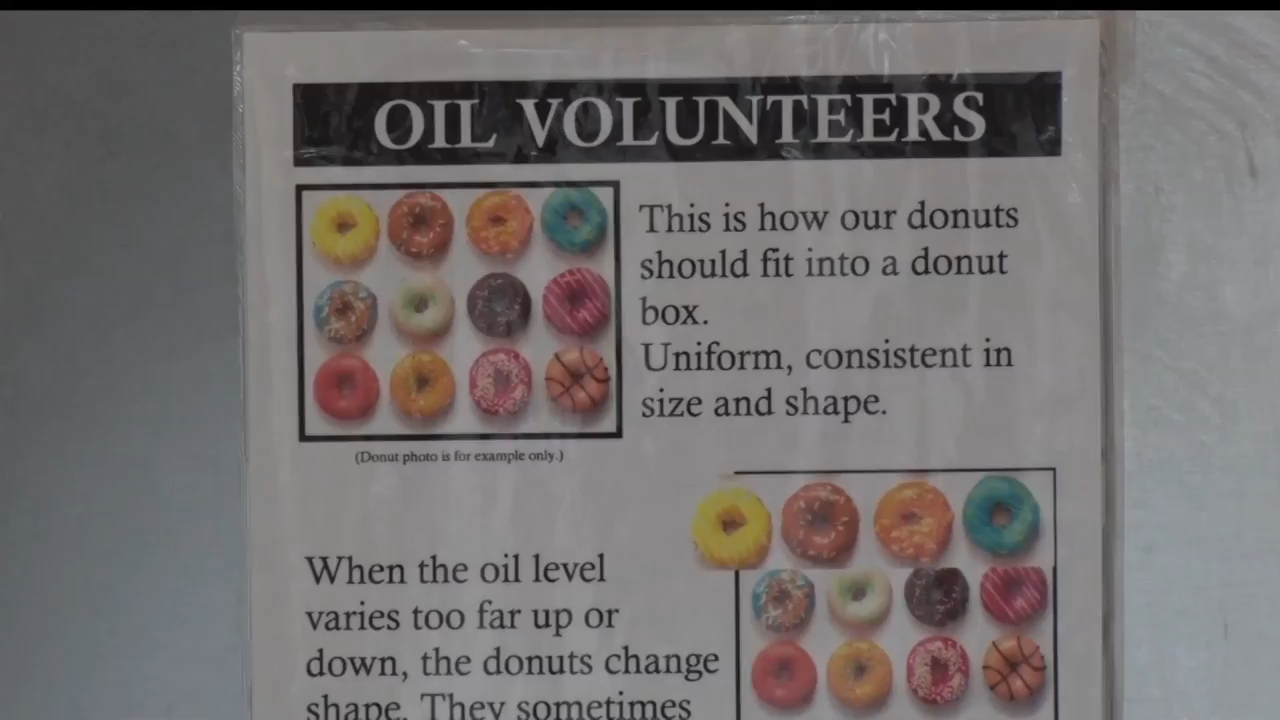 OIL VOLUNTEERS
This is how our donuts
should fit into a donut
box.
Uniform, consistent in
size and shape.
(Donut photo is for example only.)
When the oil level
varies too far up or
down, the donuts change
shape. They sometimes